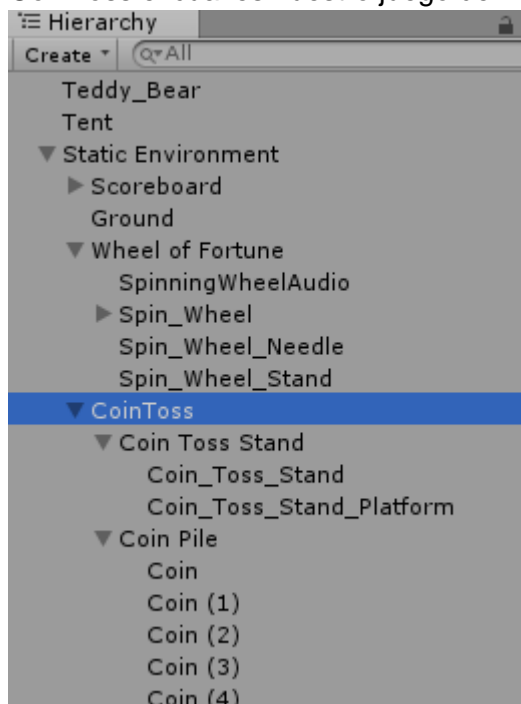 Hierarchy
Create All
Teddy_Bear
Tent
Static Environment
Scoreboard
Ground
Wheel of Fortune
SpinningWheelAudio
Spin_Wheel
Spin_Wheel_Needle
Spin_Wheel_Stand
CoinToss
Coin Toss Stand
Coin_Toss_Stand
Coin_Toss_Stand_Platform
Coin Pile
Coin
Coin (1)
Coin (2)
Coin (3)
Coin (4)